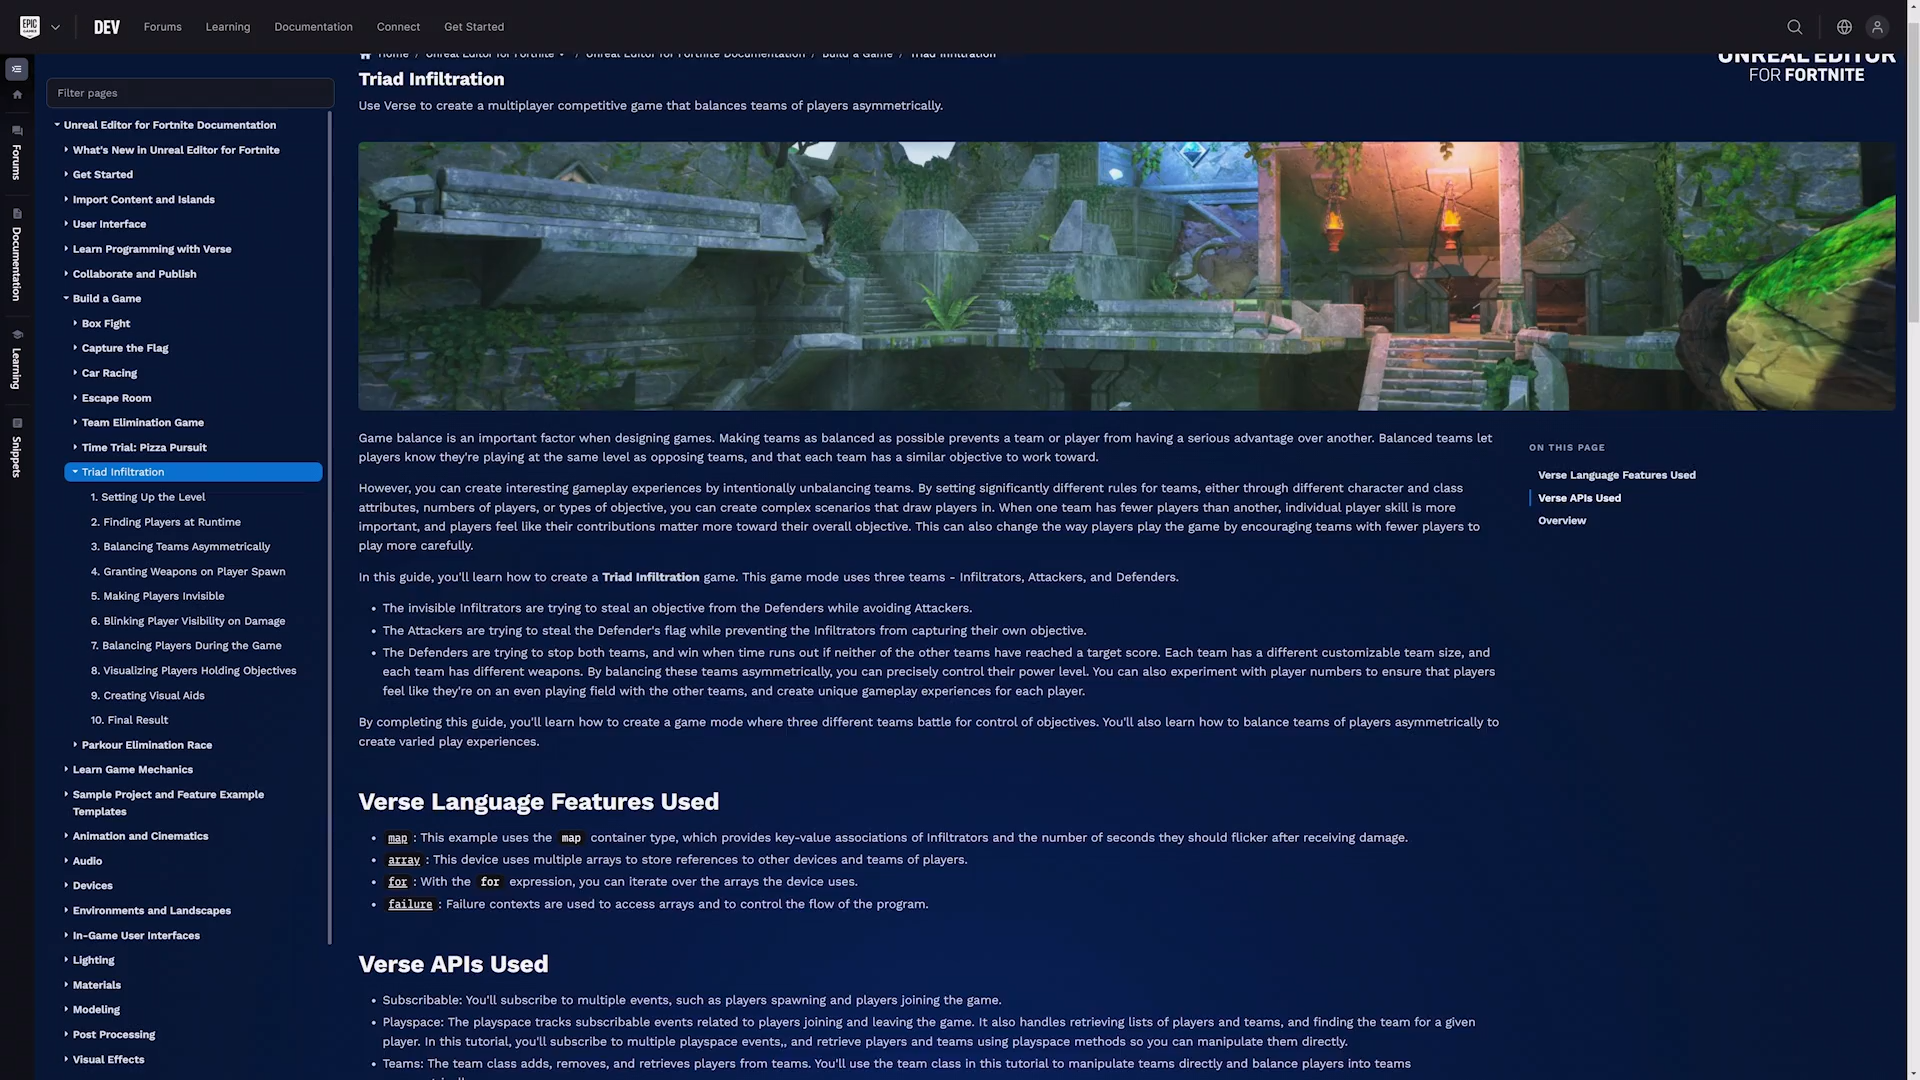 EPIC GAMES
DEV
Forums
Learning
Documentation
Connect
Get Started
Home / Unreal Editor for Fortnite / Unreal Editor for Fortnite Documentation / Build a Game / Triad Infiltration
UNREAL EDITOR
FOR FORTNITE
Forums
Documentation
Learning
Snippets
Filter pages
Unreal Editor for Fortnite Documentation
What's New in Unreal Editor for Fortnite
Get Started
Import Content and Islands
User Interface
Learn Programming with Verse
Collaborate and Publish
Build a Game
Box Fight
Capture the Flag
Car Racing
Escape Room
Team Elimination Game
Time Trial: Pizza Pursuit
Triad Infiltration
1. Setting Up the Level
2. Finding Players at Runtime
3. Balancing Teams Asymmetrically
4. Granting Weapons on Player Spawn
5. Making Players Invisible
6. Blinking Player Visibility on Damage
7. Balancing Players During the Game
8. Visualizing Players Holding Objectives
9. Creating Visual Aids
10. Final Result
Parkour Elimination Race
Learn Game Mechanics
Sample Project and Feature Example
Templates
Animation and Cinematics
Audio
Devices
Environments and Landscapes
In-Game User Interfaces
Lighting
Materials
Modeling
Post Processing
Visual Effects
Triad Infiltration
Use Verse to create a multiplayer competitive game that balances teams of players asymmetrically.
Game balance is an important factor when designing games. Making teams as balanced as possible prevents a team or player from having a serious advantage over another. Balanced teams let
players know they're playing at the same level as opposing teams, and that each team has a similar objective to work toward.
However, you can create interesting gameplay experiences by intentionally unbalancing teams. By setting significantly different rules for teams, either through different character and class
attributes, numbers of players, or types of objective, you can create complex scenarios that draw players in. When one team has fewer players than another, individual player skill is more
important, and players feel like their contributions matter more toward their overall objective. This can also change the way players play the game by encouraging teams with fewer players to
play more carefully.
In this guide, you'll learn how to create a Triad Infiltration game. This game mode uses three teams - Infiltrators, Attackers, and Defenders.
• The invisible Infiltrators are trying to steal an objective from the Defenders while avoiding Attackers.
• The Attackers are trying to steal the Defender's flag while preventing the Infiltrators from capturing their own objective.
• The Defenders are trying to stop both teams, and win when time runs out if neither of the other teams have reached a target score. Each team has a different customizable team size, and
each team has different weapons. By balancing these teams asymmetrically, you can precisely control their power level. You can also experiment with player numbers to ensure that players
feel like they're on an even playing field with the other teams, and create unique gameplay experiences for each player.
By completing this guide, you'll learn how to create a game mode where three different teams battle for control of objectives. You'll also learn how to balance teams of players asymmetrically to
create varied play experiences.
Verse Language Features Used
• map : This example uses the map container type, which provides key-value associations of Infiltrators and the number of seconds they should flicker after receiving damage.
• array : This device uses multiple arrays to store references to other devices and teams of players.
• for : With the for expression, you can iterate over the arrays the device uses.
• failure : Failure contexts are used to access arrays and to control the flow of the program.
Verse APIs Used
• Subscribable: You'll subscribe to multiple events, such as players spawning and players joining the game.
• Playspace: The playspace tracks subscribable events related to players joining and leaving the game. It also handles retrieving lists of players and teams, and finding the team for a given
player. In this tutorial, you'll subscribe to multiple playspace events,, and retrieve players and teams using playspace methods so you can manipulate them directly.
• Teams: The team class adds, removes, and retrieves players from teams. You'll use the team class in this tutorial to manipulate teams directly and balance players into teams
ON THIS PAGE
Verse Language Features Used
Verse APIs Used
Overview